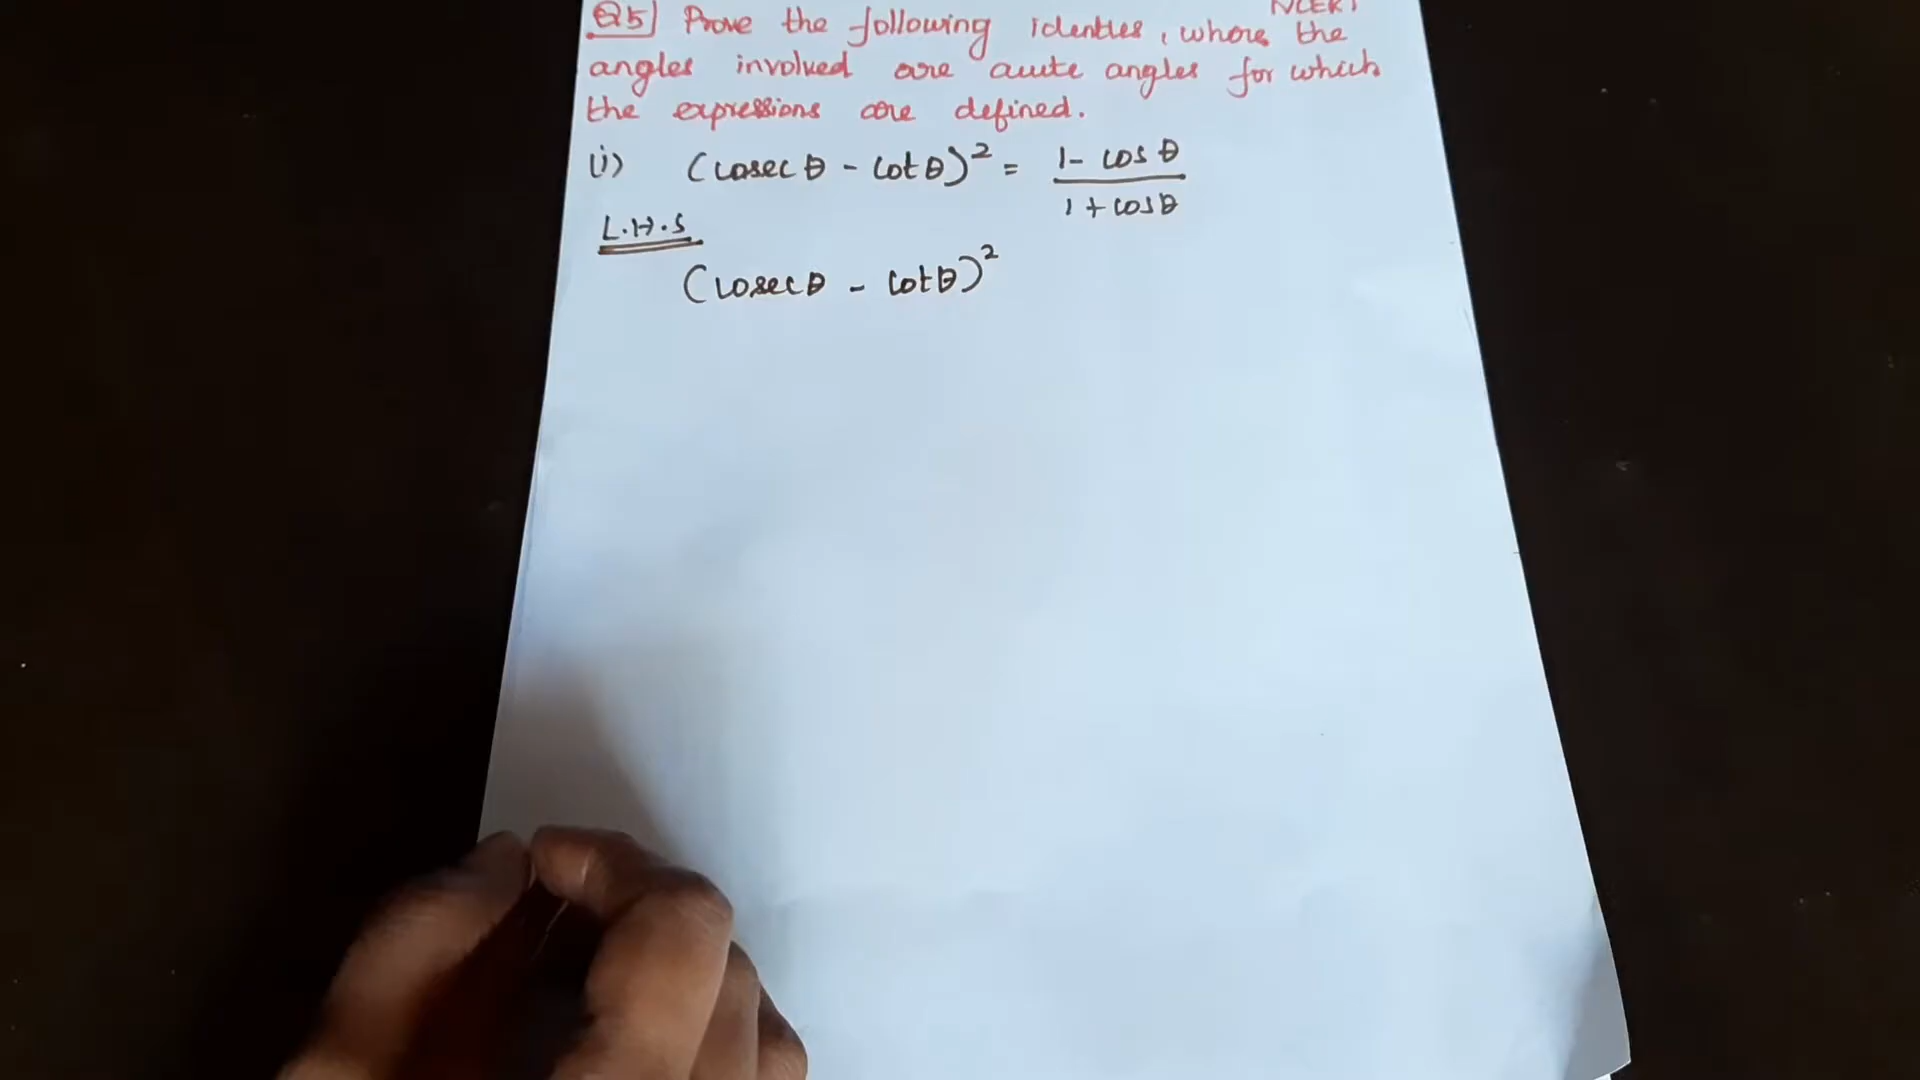 NCERT
Q5] Prove the following identies, where the
angles involved are acute angles for which
the expressions are defined.
(i) (cosec θ - cot θ)² = 1 - cos θ
1 + cos θ
L.H.S
(cosec θ - cot θ)²